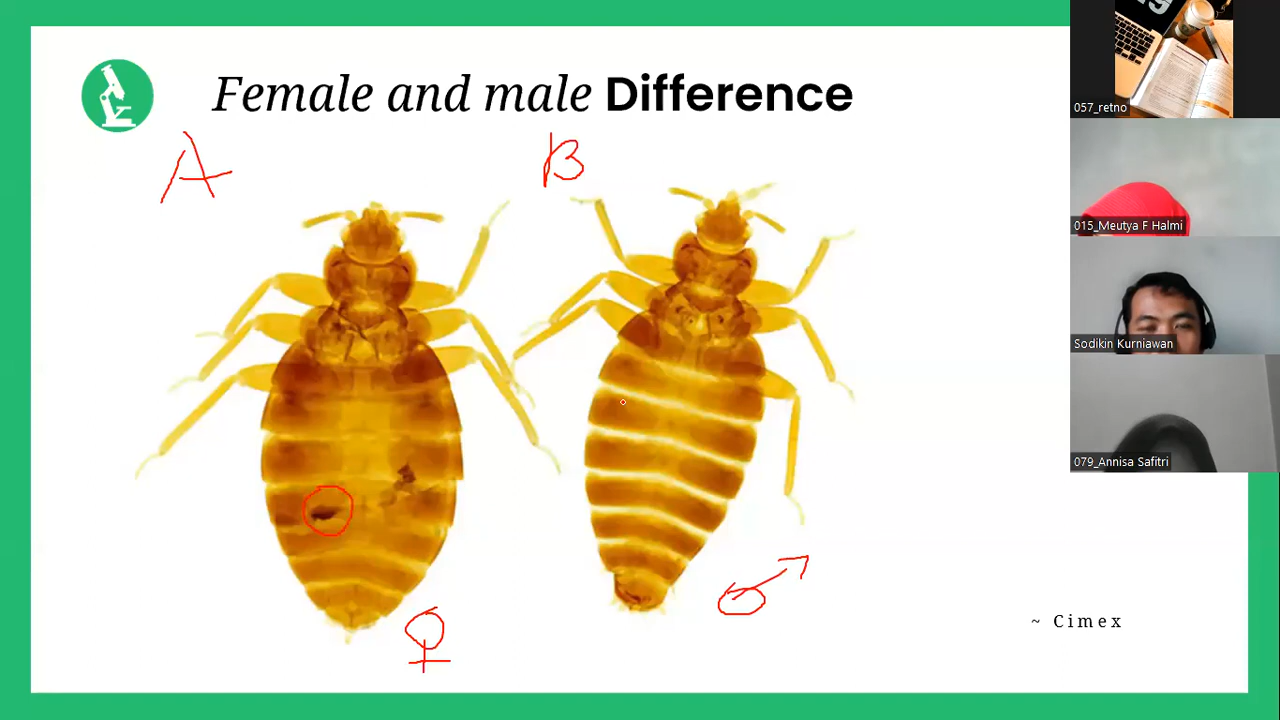 Female and male Difference
A
B
♀
♂
~ Cimex
057_retno
015_Meutya F Halmi
Sodikin Kurniawan
079_Annisa Safitri